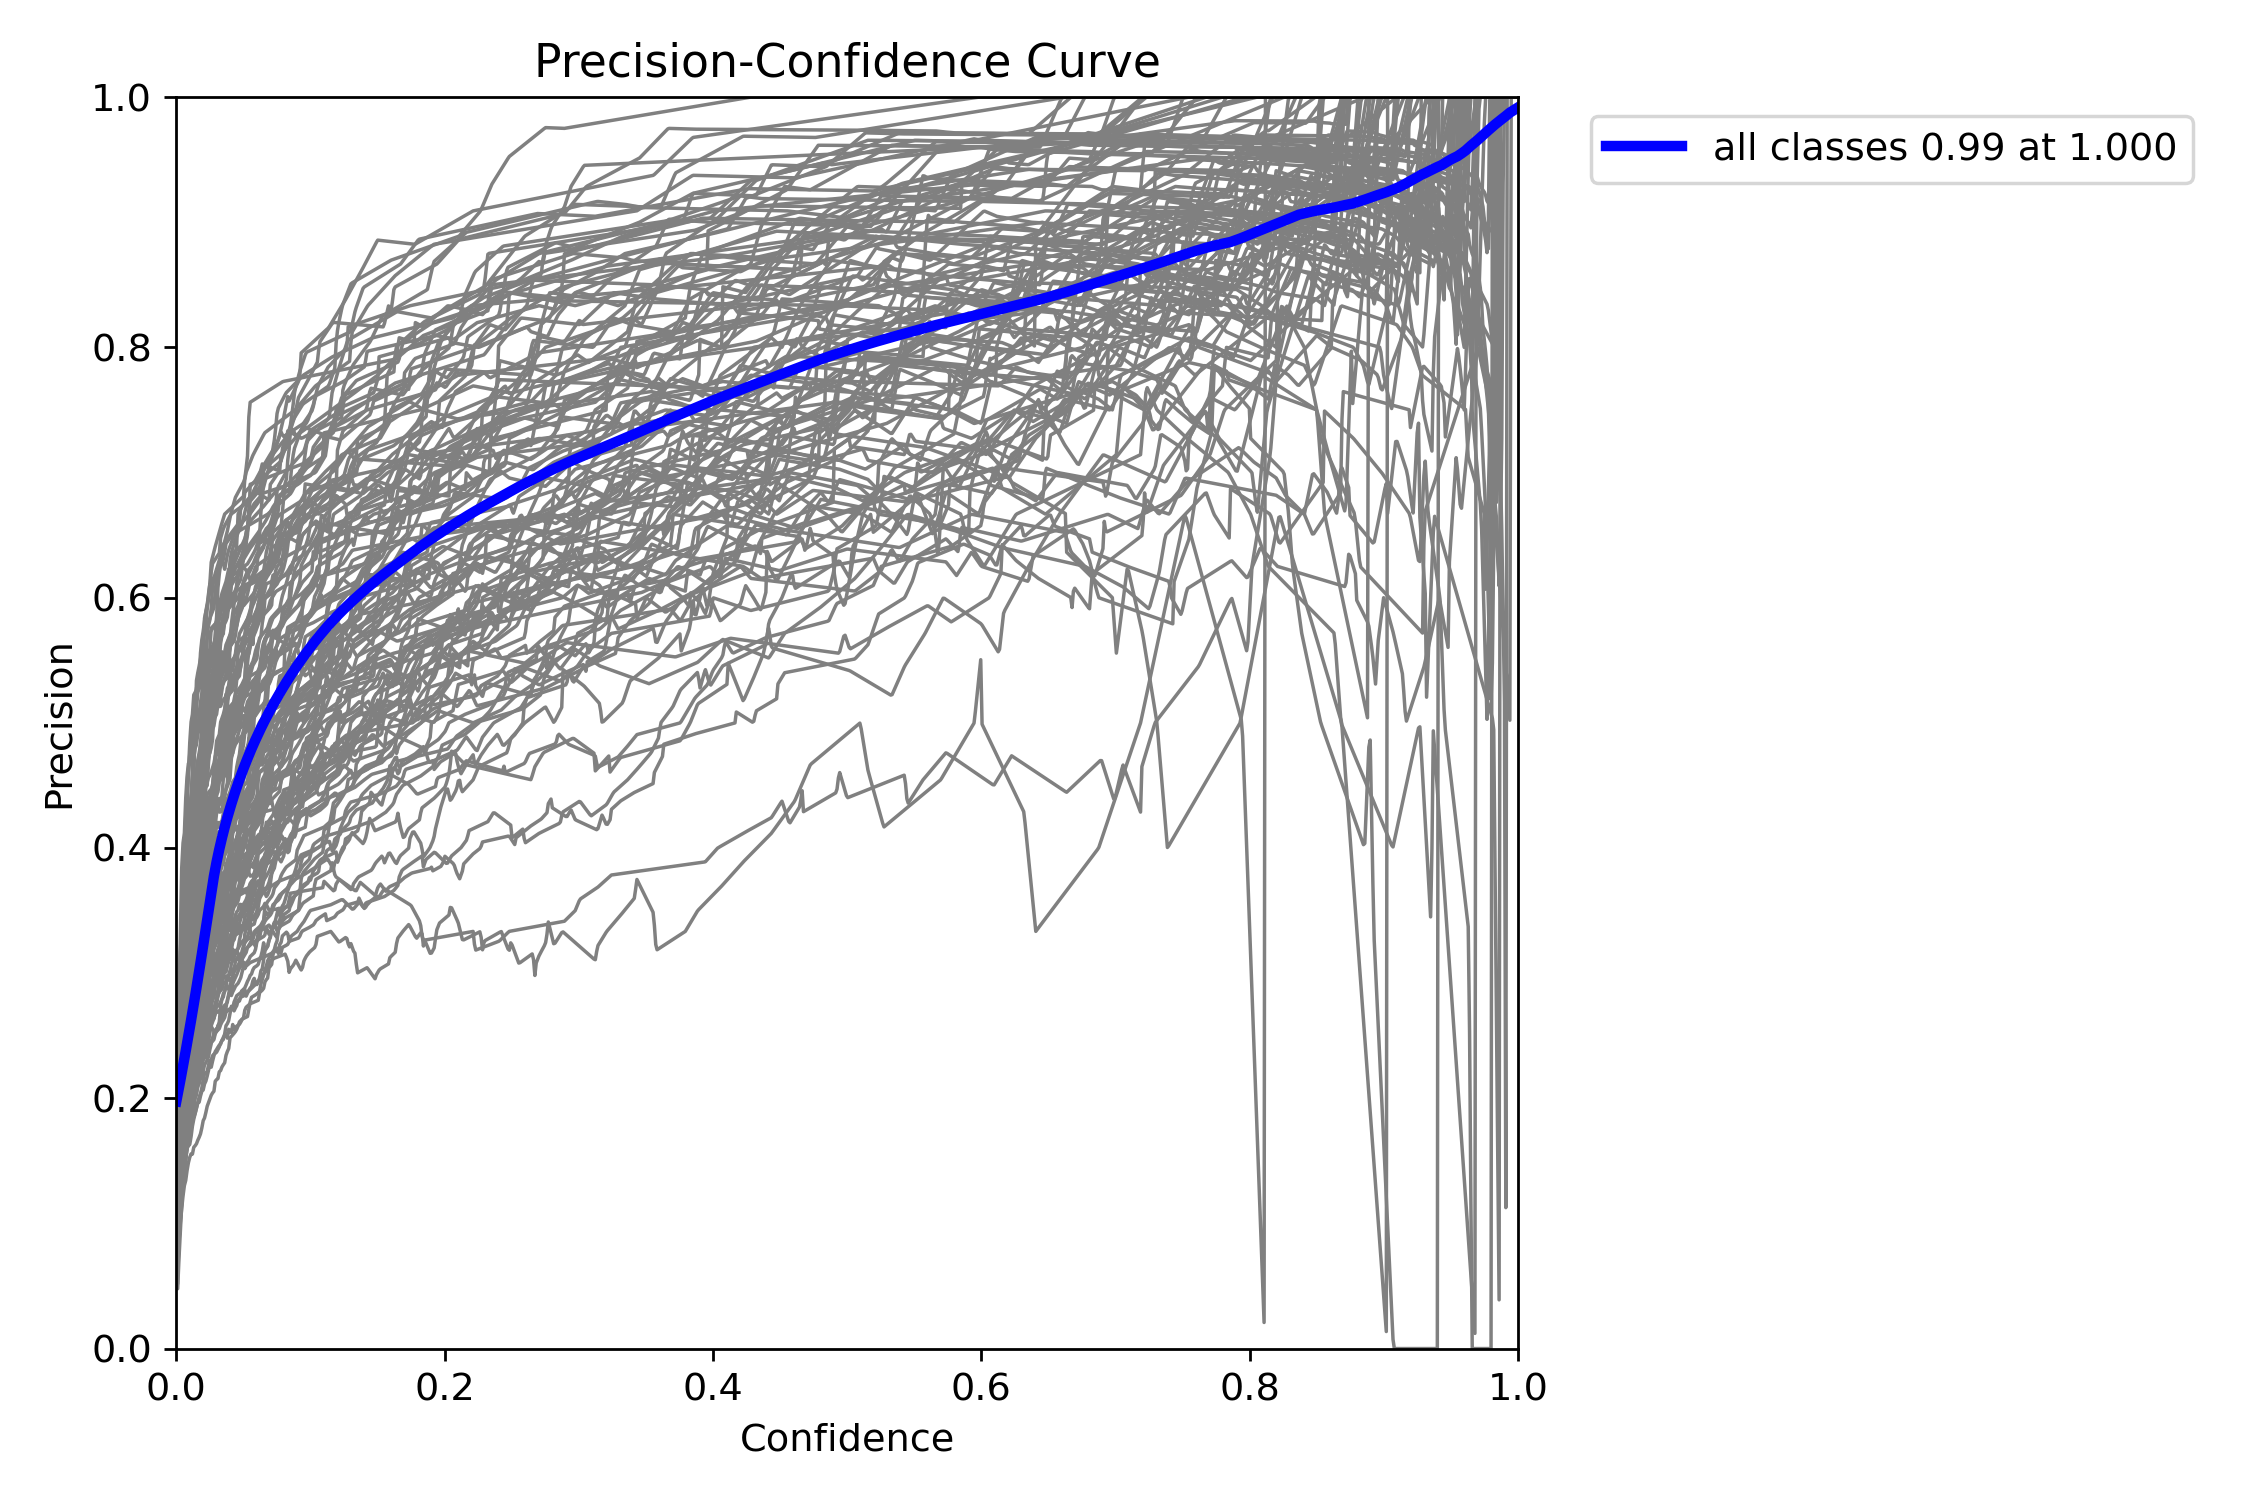 Precision-Confidence Curve
all classes 0.99 at 1.000
Precision
1.0
0.8
0.6
0.4
0.2
0.0
0.0 0.2 0.4 0.6 0.8 1.0
Confidence